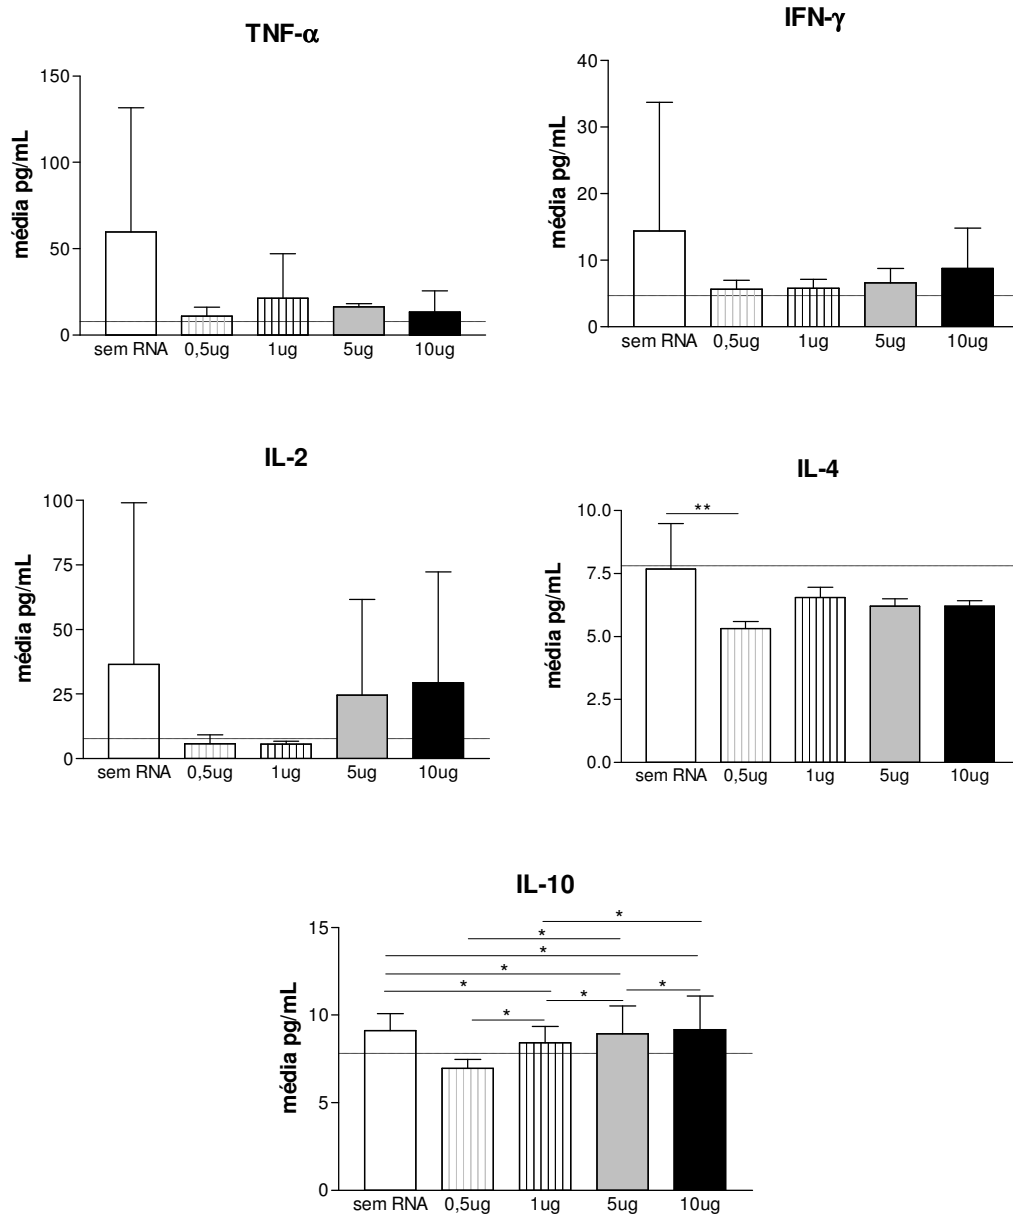 TNF-α
média pg/mL
150
100
50
0
sem RNA 0,5ug 1ug 5ug 10ug
IFN-γ
média pg/mL
40
30
20
10
0
sem RNA 0,5ug 1ug 5ug 10ug
IL-2
média pg/mL
100
75
50
25
0
sem RNA 0,5ug 1ug 5ug 10ug
IL-4
média pg/mL
10.0
7.5
5.0
2.5
0.0
**
sem RNA 0,5ug 1ug 5ug 10ug
IL-10
média pg/mL
15
10
5
0
*
*
*
*
*
*
*
*
sem RNA 0,5ug 1ug 5ug 10ug